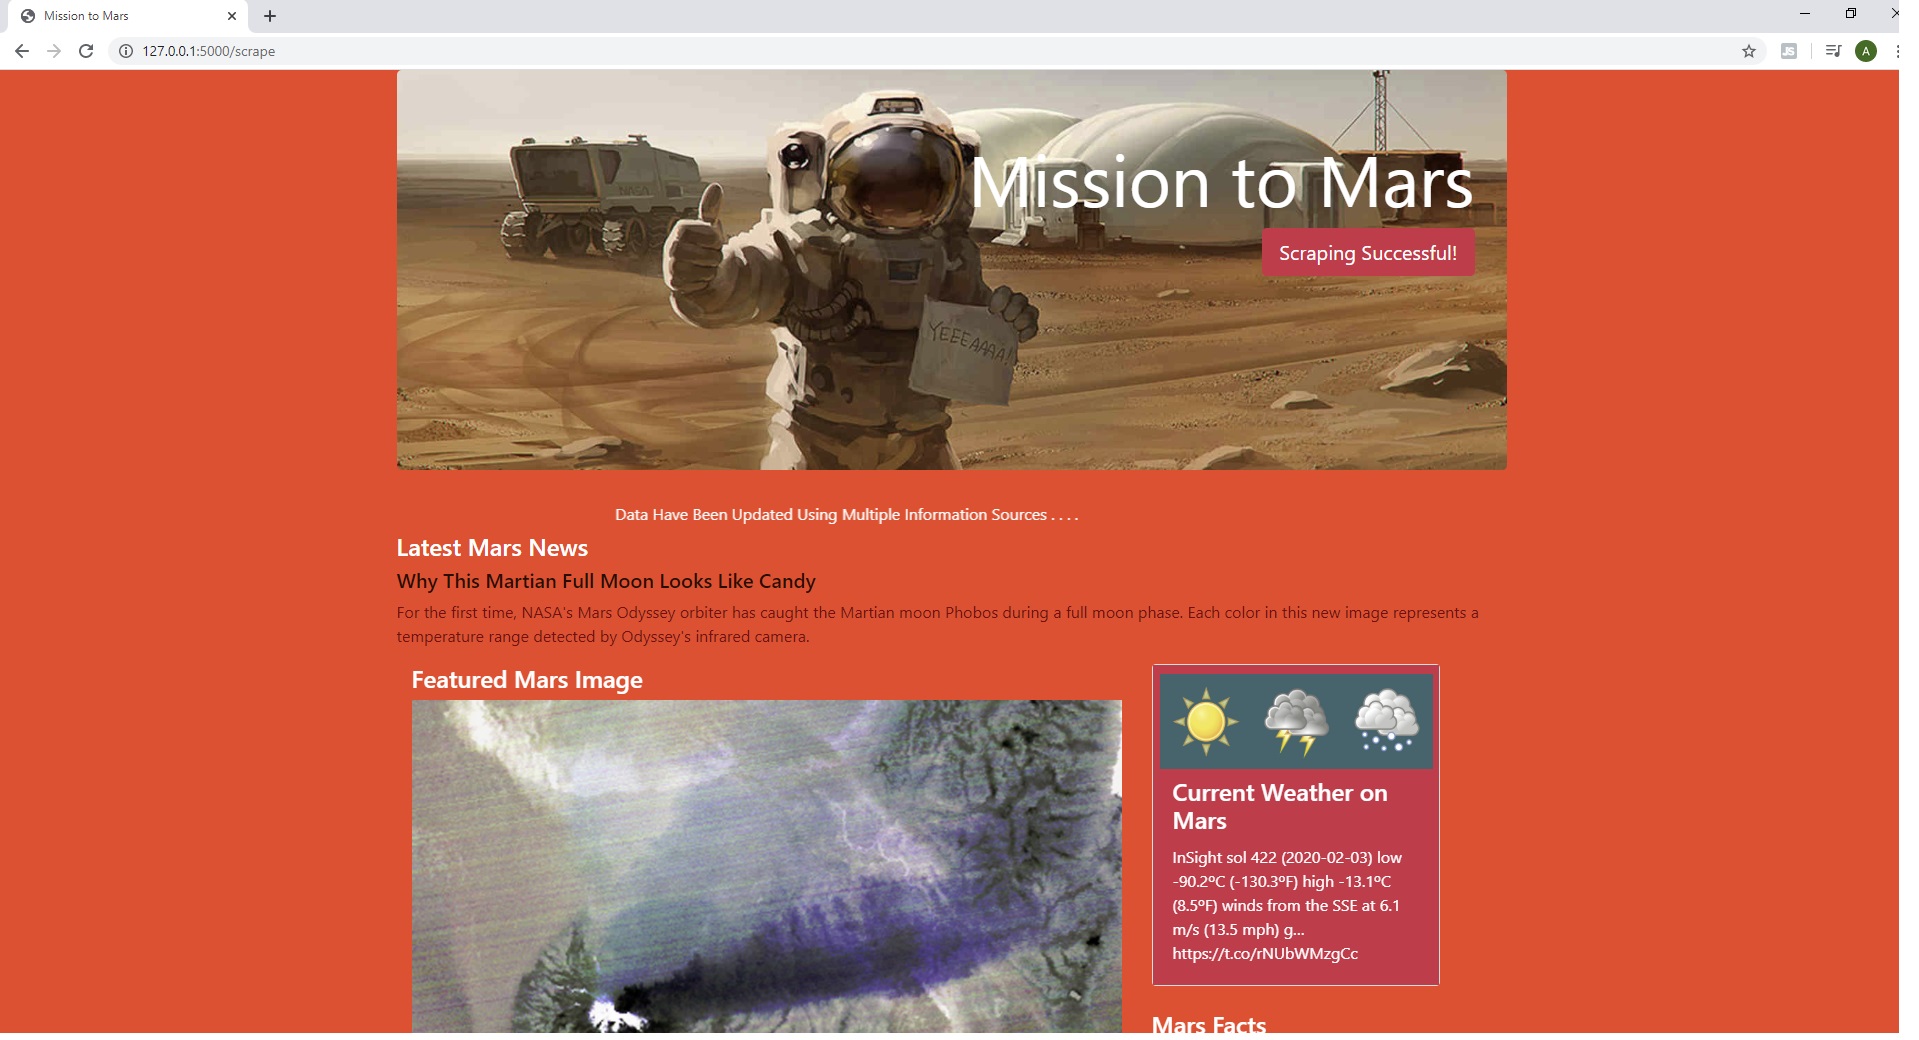 Mission to Mars
127.0.0.1:5000/scrape
JS
A
NASA
Mission to Mars
Scraping Successful!
YEEEAAAA!
Data Have Been Updated Using Multiple Information Sources . . . .
Latest Mars News
Why This Martian Full Moon Looks Like Candy
For the first time, NASA's Mars Odyssey orbiter has caught the Martian moon Phobos during a full moon phase. Each color in this new image represents a
temperature range detected by Odyssey's infrared camera.
Featured Mars Image
Current Weather on
Mars
InSight sol 422 (2020-02-03) low
-90.2ºC (-130.3ºF) high -13.1ºC
(8.5ºF) winds from the SSE at 6.1
m/s (13.5 mph) g...
https://t.co/rNUbWMzgCc
Mars Facts